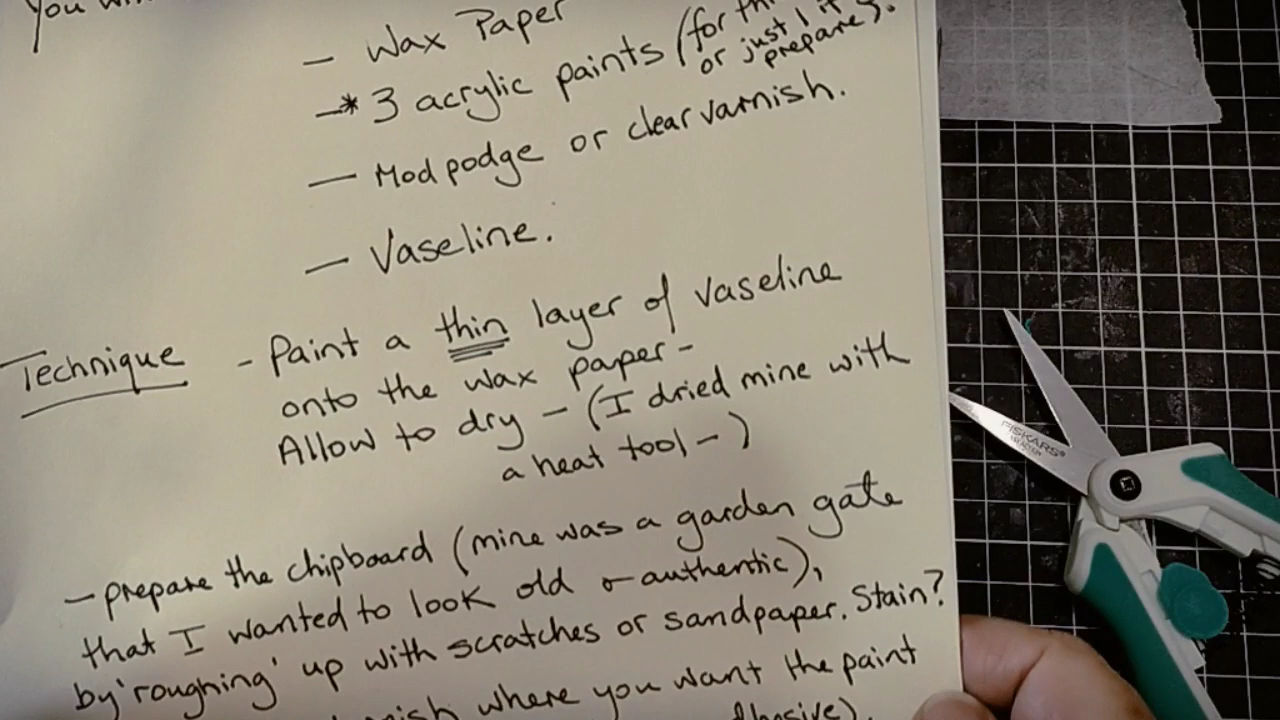 You
— Wax Paper
—* 3 acrylic paints (for
or just 1 if
prepare).
— Mod podge or clear varnish.
— Vaseline.
Technique - Paint a thin layer of vaseline
onto the wax paper -
Allow to dry - (I dried mine with
a heat tool - )
— prepare the chipboard (mine was a garden gate
that I wanted to look old & authentic),
by 'roughing' up with scratches or sandpaper. Stain?
where you want the paint
FISKARS®